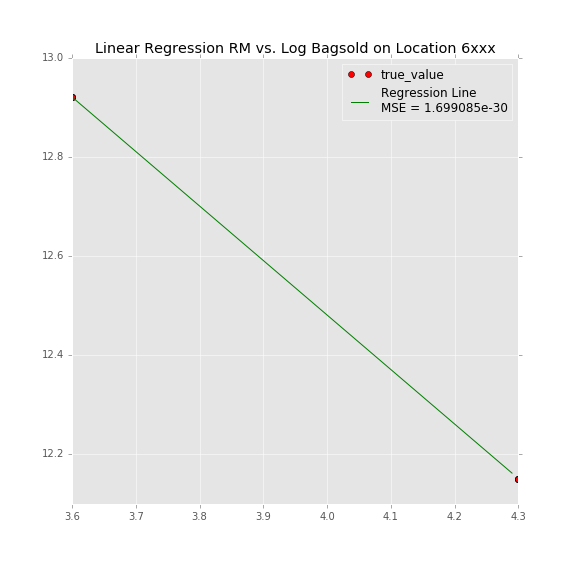 Linear Regression RM vs. Log Bagsold on Location 6xxx
13.0
true_value
Regression Line
MSE = 1.699085e-30
12.8
12.6
12.4
12.2
3.6 3.7 3.8 3.9 4.0 4.1 4.2 4.3